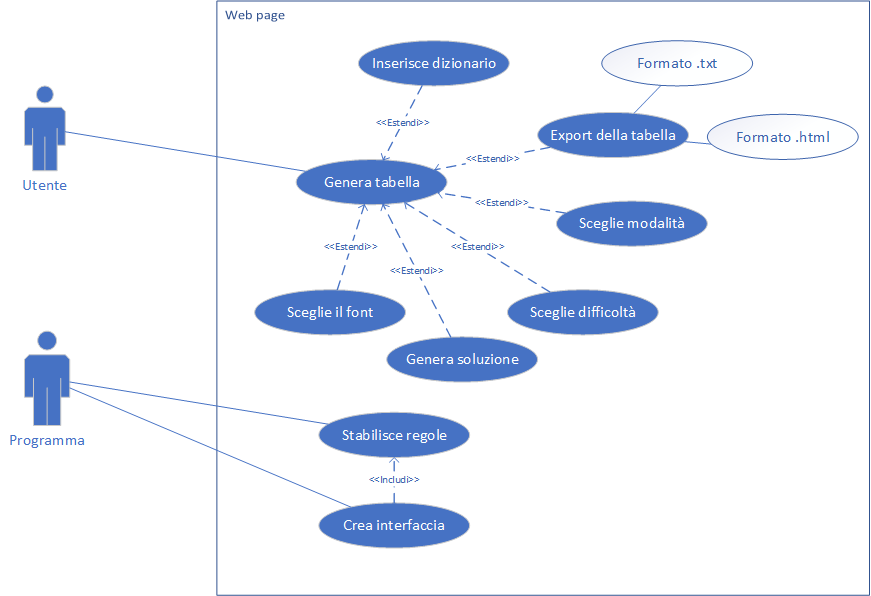 Web page
Inserisce dizionario
Formato .txt
<<Estendi>>
Export della tabella
Formato .html
<<Estendi>>
Utente
Genera tabella
<<Estendi>>
Sceglie modalità
<<Estendi>>
<<Estendi>>
<<Estendi>>
Sceglie il font
Sceglie difficoltà
Genera soluzione
Programma
Stabilisce regole
<<Includi>>
Crea interfaccia